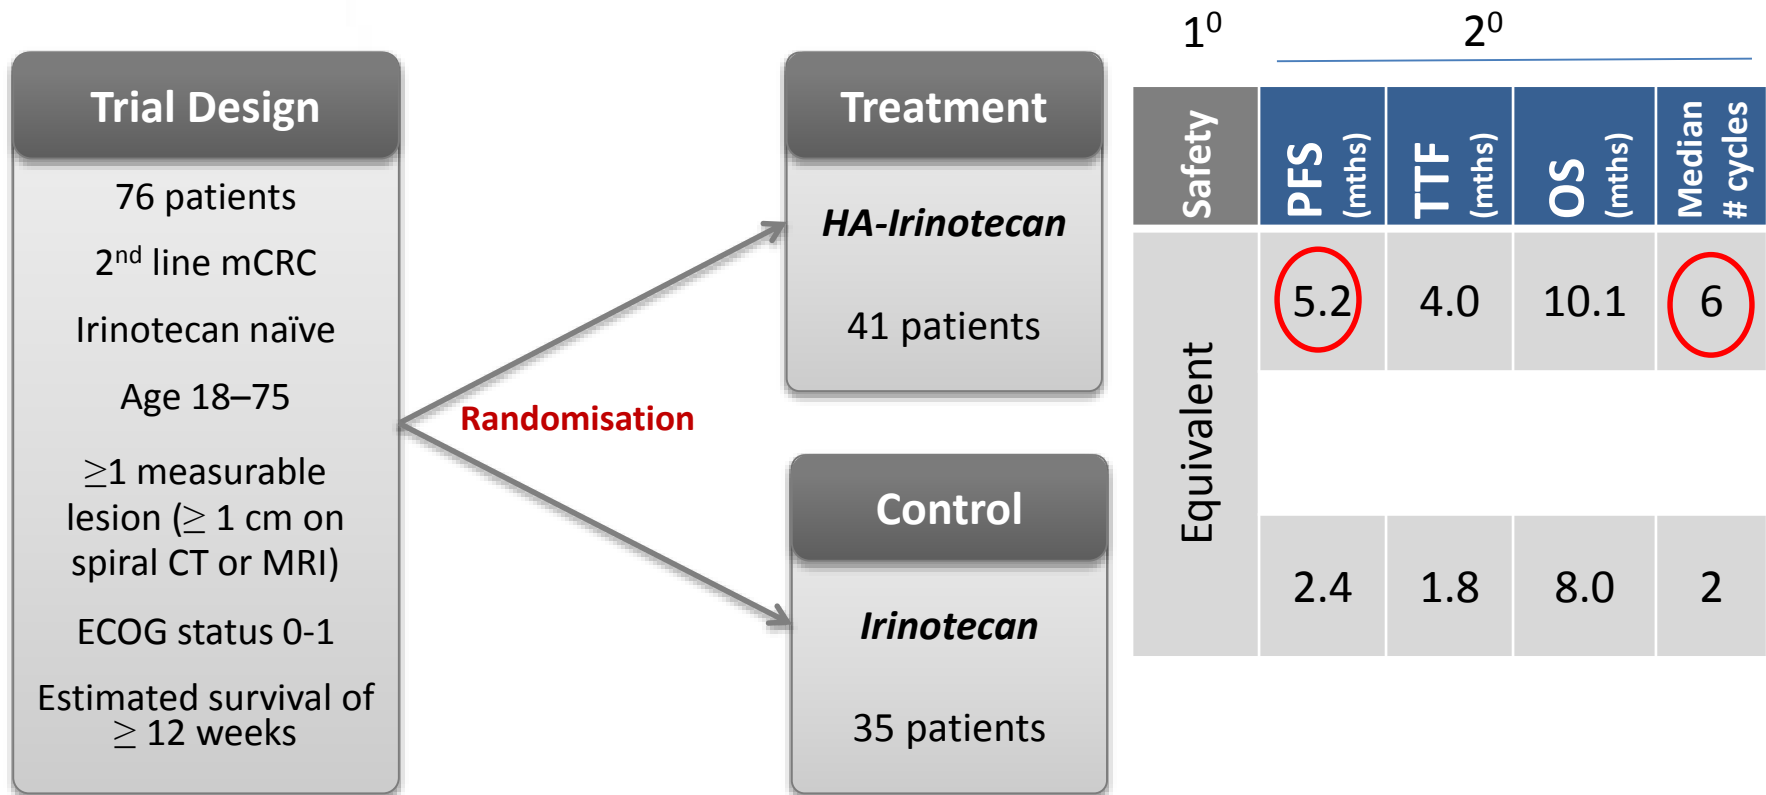 Trial Design
76 patients
2nd line mCRC
Irinotecan naïve
Age 18–75
≥1 measurable
lesion (≥ 1 cm on
spiral CT or MRI)
ECOG status 0-1
Estimated survival of
≥ 12 weeks
Randomisation
Treatment
HA-Irinotecan
41 patients
Control
Irinotecan
35 patients
1⁰
2⁰
Safety
PFS
(mths)
TTF
(mths)
OS
(mths)
Median
# cycles
Equivalent
5.2
4.0
10.1
6
2.4
1.8
8.0
2